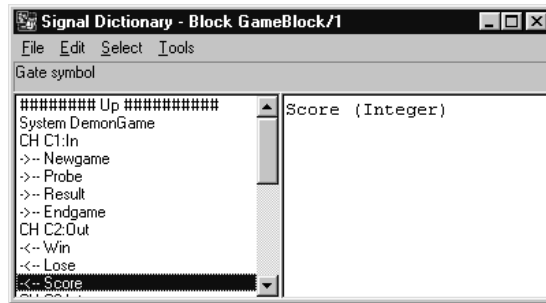 Signal Dictionary - Block GameBlock/1
File Edit Select Tools
Gate symbol
######## Up ##########
System DemonGame
CH C1:In
->-- Newgame
->-- Probe
->-- Result
->-- Endgame
CH C2:Out
-<-- Win
-<-- Lose
-<-- Score
Score (Integer)